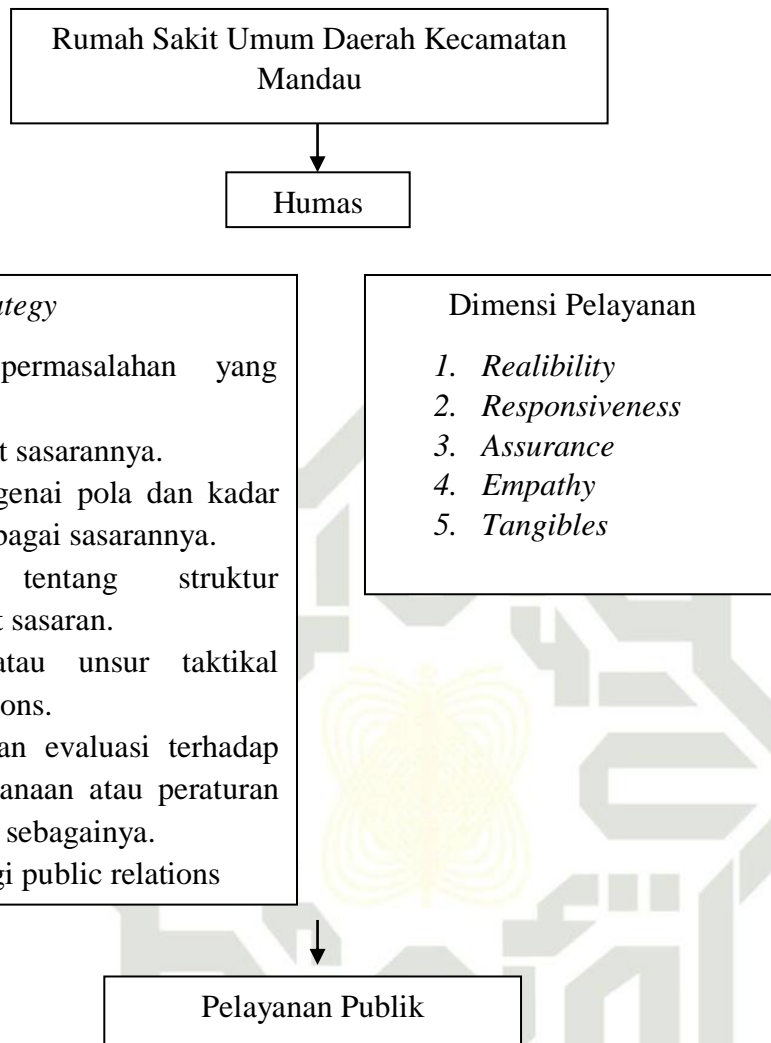 Rumah Sakit Umum Daerah Kecamatan
Mandau
Humas
ategy
permasalahan yang
t sasarannya.
genai pola dan kadar
bagai sasarannya.
tentang struktur
t sasaran.
atau unsur taktikal
ons.
an evaluasi terhadap
anaan atau peraturan
sebagainya.
gi public relations
Dimensi Pelayanan
1. Realibility
2. Responsiveness
3. Assurance
4. Empathy
5. Tangibles
Pelayanan Publik